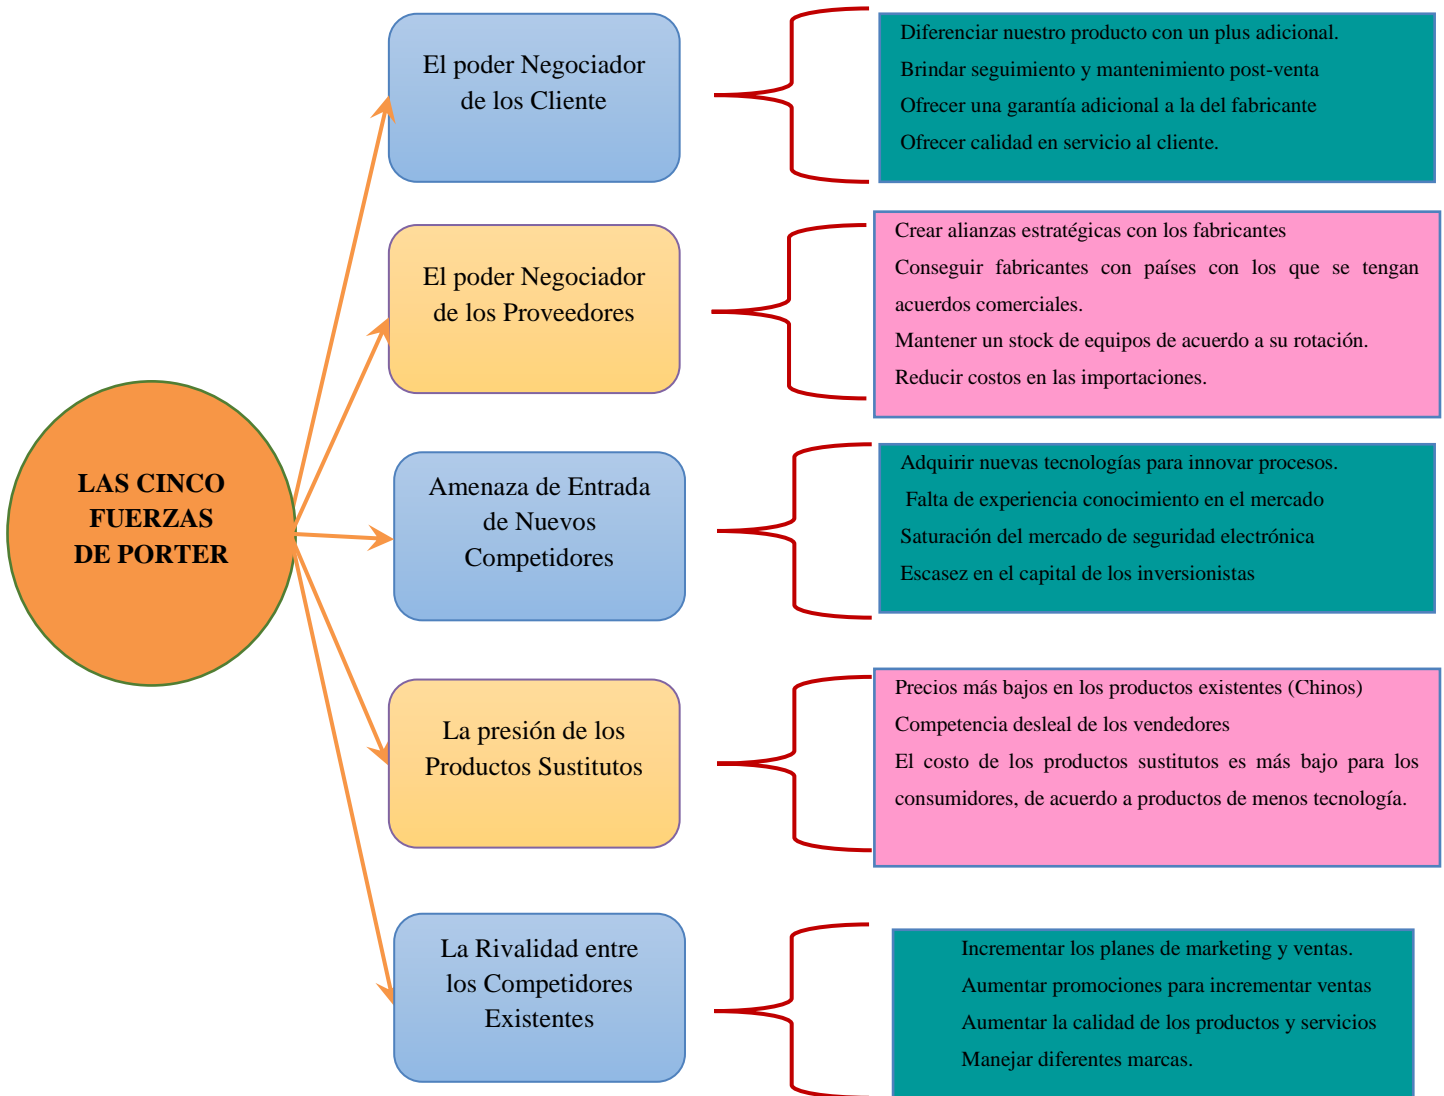 El poder Negociador
de los Cliente
Diferenciar nuestro producto con un plus adicional.
Brindar seguimiento y mantenimiento post-venta
Ofrecer una garantía adicional a la del fabricante
Ofrecer calidad en servicio al cliente.
El poder Negociador
de los Proveedores
Crear alianzas estratégicas con los fabricantes
Conseguir fabricantes con países con los que se tengan
acuerdos comerciales.
Mantener un stock de equipos de acuerdo a su rotación.
Reducir costos en las importaciones.
LAS CINCO
FUERZAS
DE PORTER
Amenaza de Entrada
de Nuevos
Competidores
Adquirir nuevas tecnologías para innovar procesos.
Falta de experiencia conocimiento en el mercado
Saturación del mercado de seguridad electrónica
Escasez en el capital de los inversionistas
La presión de los
Productos Sustitutos
Precios más bajos en los productos existentes (Chinos)
Competencia desleal de los vendedores
El costo de los productos sustitutos es más bajo para los
consumidores, de acuerdo a productos de menos tecnología.
La Rivalidad entre
los Competidores
Existentes
Incrementar los planes de marketing y ventas.
Aumentar promociones para incrementar ventas
Aumentar la calidad de los productos y servicios
Manejar diferentes marcas.